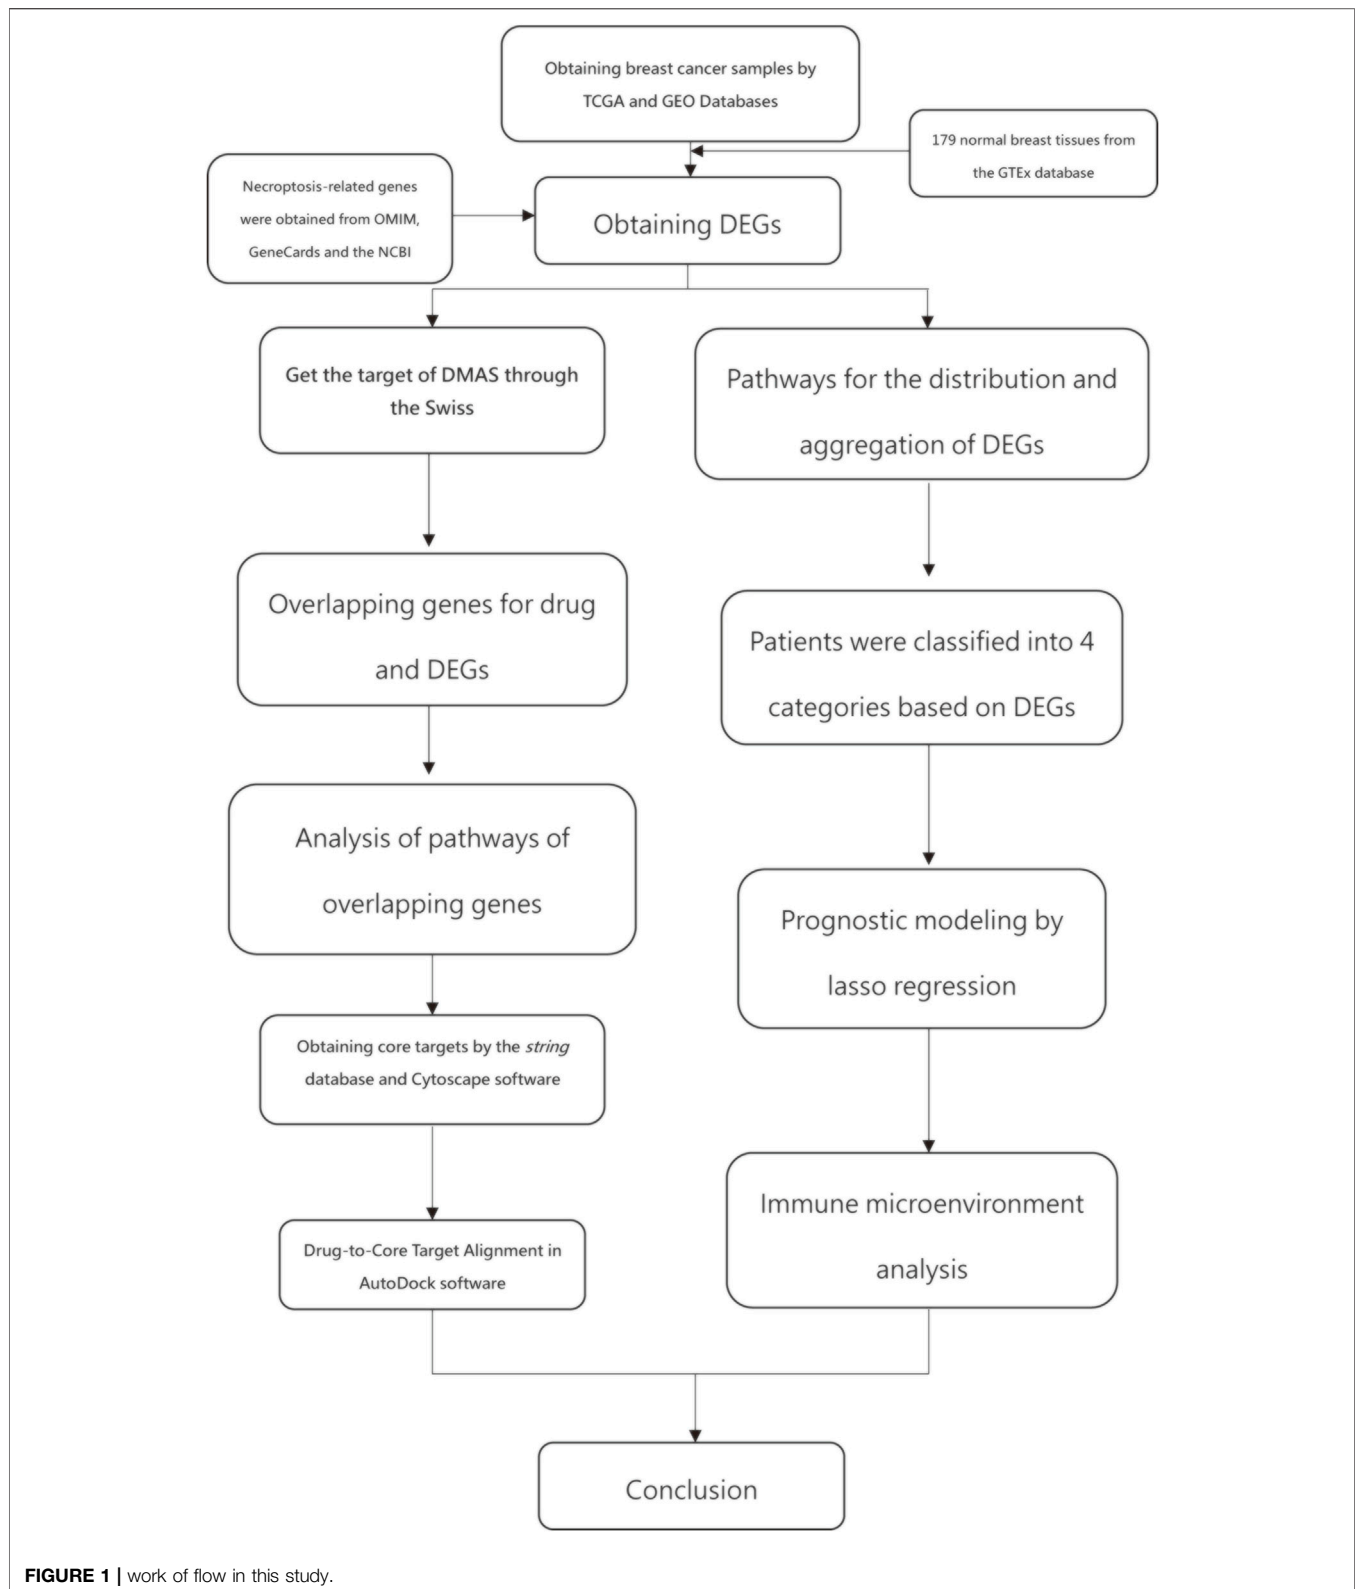 Obtaining breast cancer samples by
TCGA and GEO Databases
179 normal breast tissues from
the GTEx database
Necroptosis-related genes
were obtained from OMIM,
GeneCards and the NCBI
Obtaining DEGs
Get the target of DMAS through
the Swiss
Pathways for the distribution and
aggregation of DEGs
Overlapping genes for drug
and DEGs
Patients were classified into 4
categories based on DEGs
Analysis of pathways of
overlapping genes
Prognostic modeling by
lasso regression
Obtaining core targets by the string
database and Cytoscape software
Immune microenvironment
analysis
Drug-to-Core Target Alignment in
AutoDock software
Conclusion
FIGURE 1 | work of flow in this study.